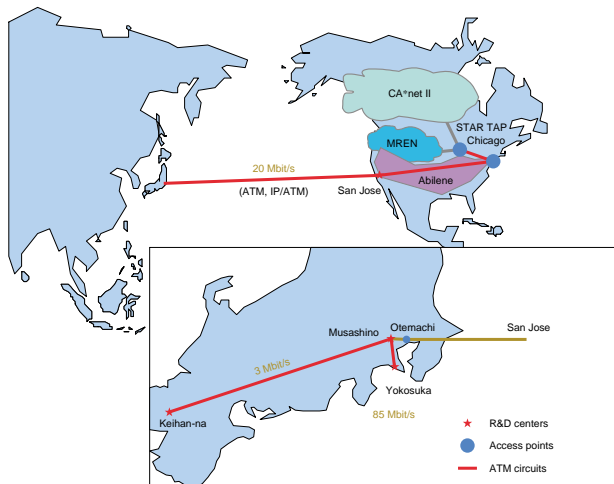 CA*net II
STAR TAP
Chicago
MREN
20 Mbit/s
Abilene
(ATM, IP/ATM)
San Jose
Musashino
Otemachi
San Jose
3 Mbit/s
Yokosuka
85 Mbit/s
Keihan-na
R&D centers
Access points
ATM circuits